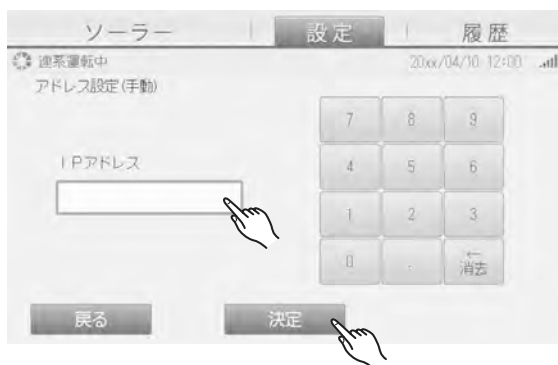 ソーラー 設定 履歴
連系運転中 20xx/04/10 12:00
アドレス設定(手動)
7 8 9
IPアドレス
4 5 6
1 2 3
0 . ←消去
戻る 決定